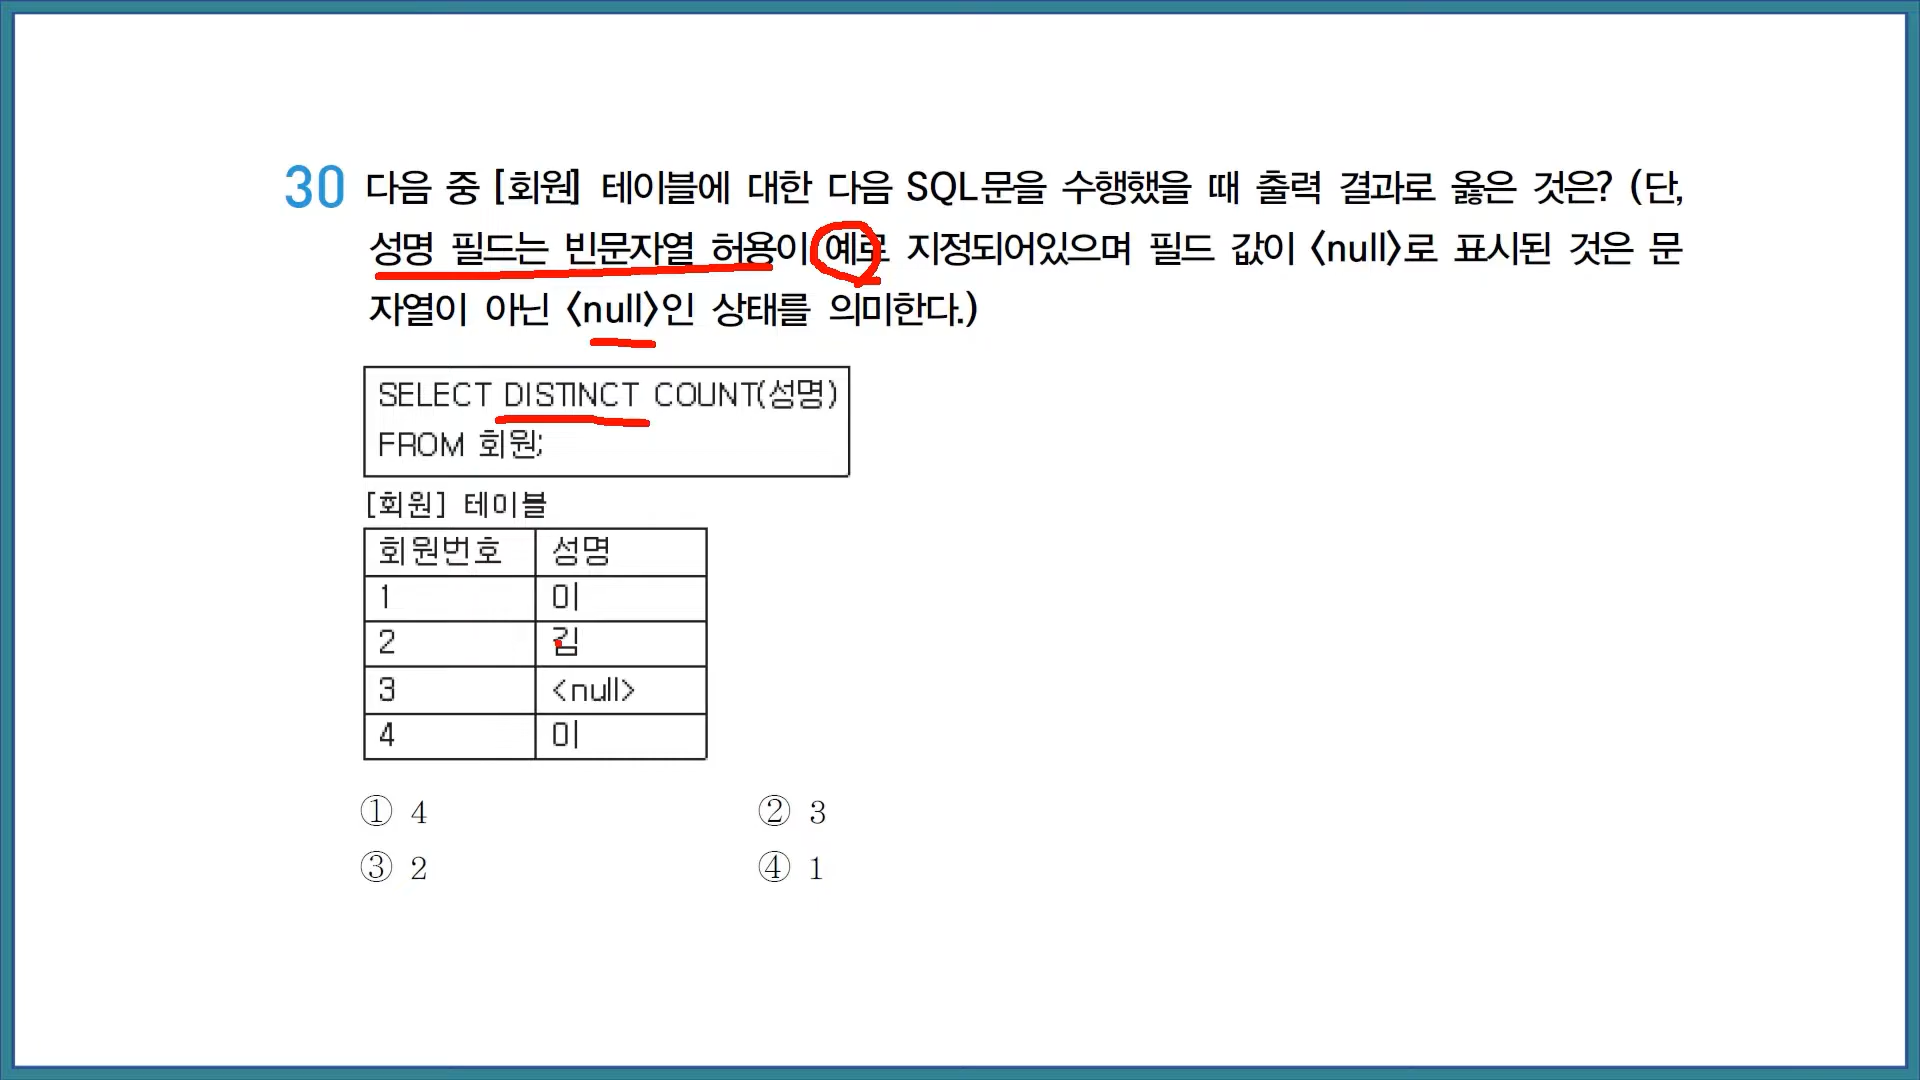 30 다음 중 [회원] 테이블에 대한 다음 SQL문을 수행했을 때 출력 결과로 옳은 것은? (단,
성명 필드는 빈문자열 허용이 예로 지정되어있으며 필드 값이 〈null〉로 표시된 것은 문
자열이 아닌 〈null〉인 상태를 의미한다.)
SELECT DISTINCT COUNT(성명)
FROM 회원;
[회원] 테이블
회원번호 성명
1 이
2 김
3 <null>
4 이
① 4 ② 3
③ 2 ④ 1